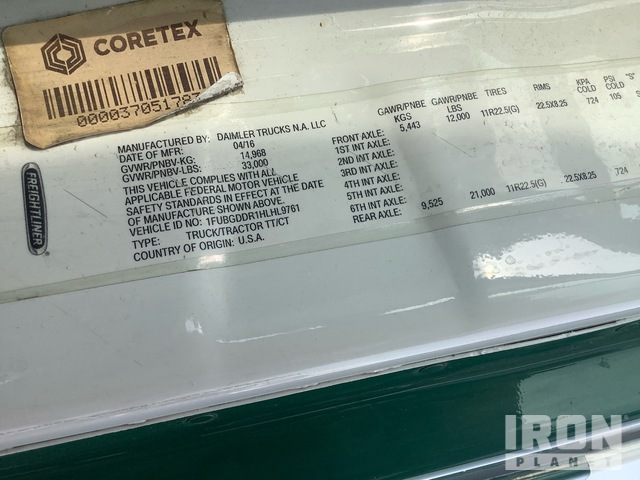 CORETEX
FREIGHTLINER
MANUFACTURED BY: DAIMLER TRUCKS N.A. LLC
DATE OF MFR: 04/16
GVWR/PNBV-KG: 14,968
GVWR/PNBV-LBS: 33,000
THIS VEHICLE COMPLIES WITH ALL
APPLICABLE FEDERAL MOTOR VEHICLE
SAFETY STANDARDS IN EFFECT AT THE DATE
OF MANUFACTURE SHOWN ABOVE.
VEHICLE ID NO: 1FUBGDDR1HLHL9761
TYPE: TRUCK/TRACTOR TT/CT
COUNTRY OF ORIGIN: U.S.A.
GAWR/PNBE KGS GAWR/PNBE LBS TIRES RIMS KPA COLD PSI COLD "S"
FRONT AXLE: 5,443 12,000 11R22.5(G) 22.5X8.25 724 105 S
1ST INT AXLE:
2ND INT AXLE:
3RD INT AXLE:
4TH INT AXLE:
5TH INT AXLE:
6TH INT AXLE:
REAR AXLE: 9,525 21,000 11R22.5(G) 22.5X8.25 724
IRON
PLANET